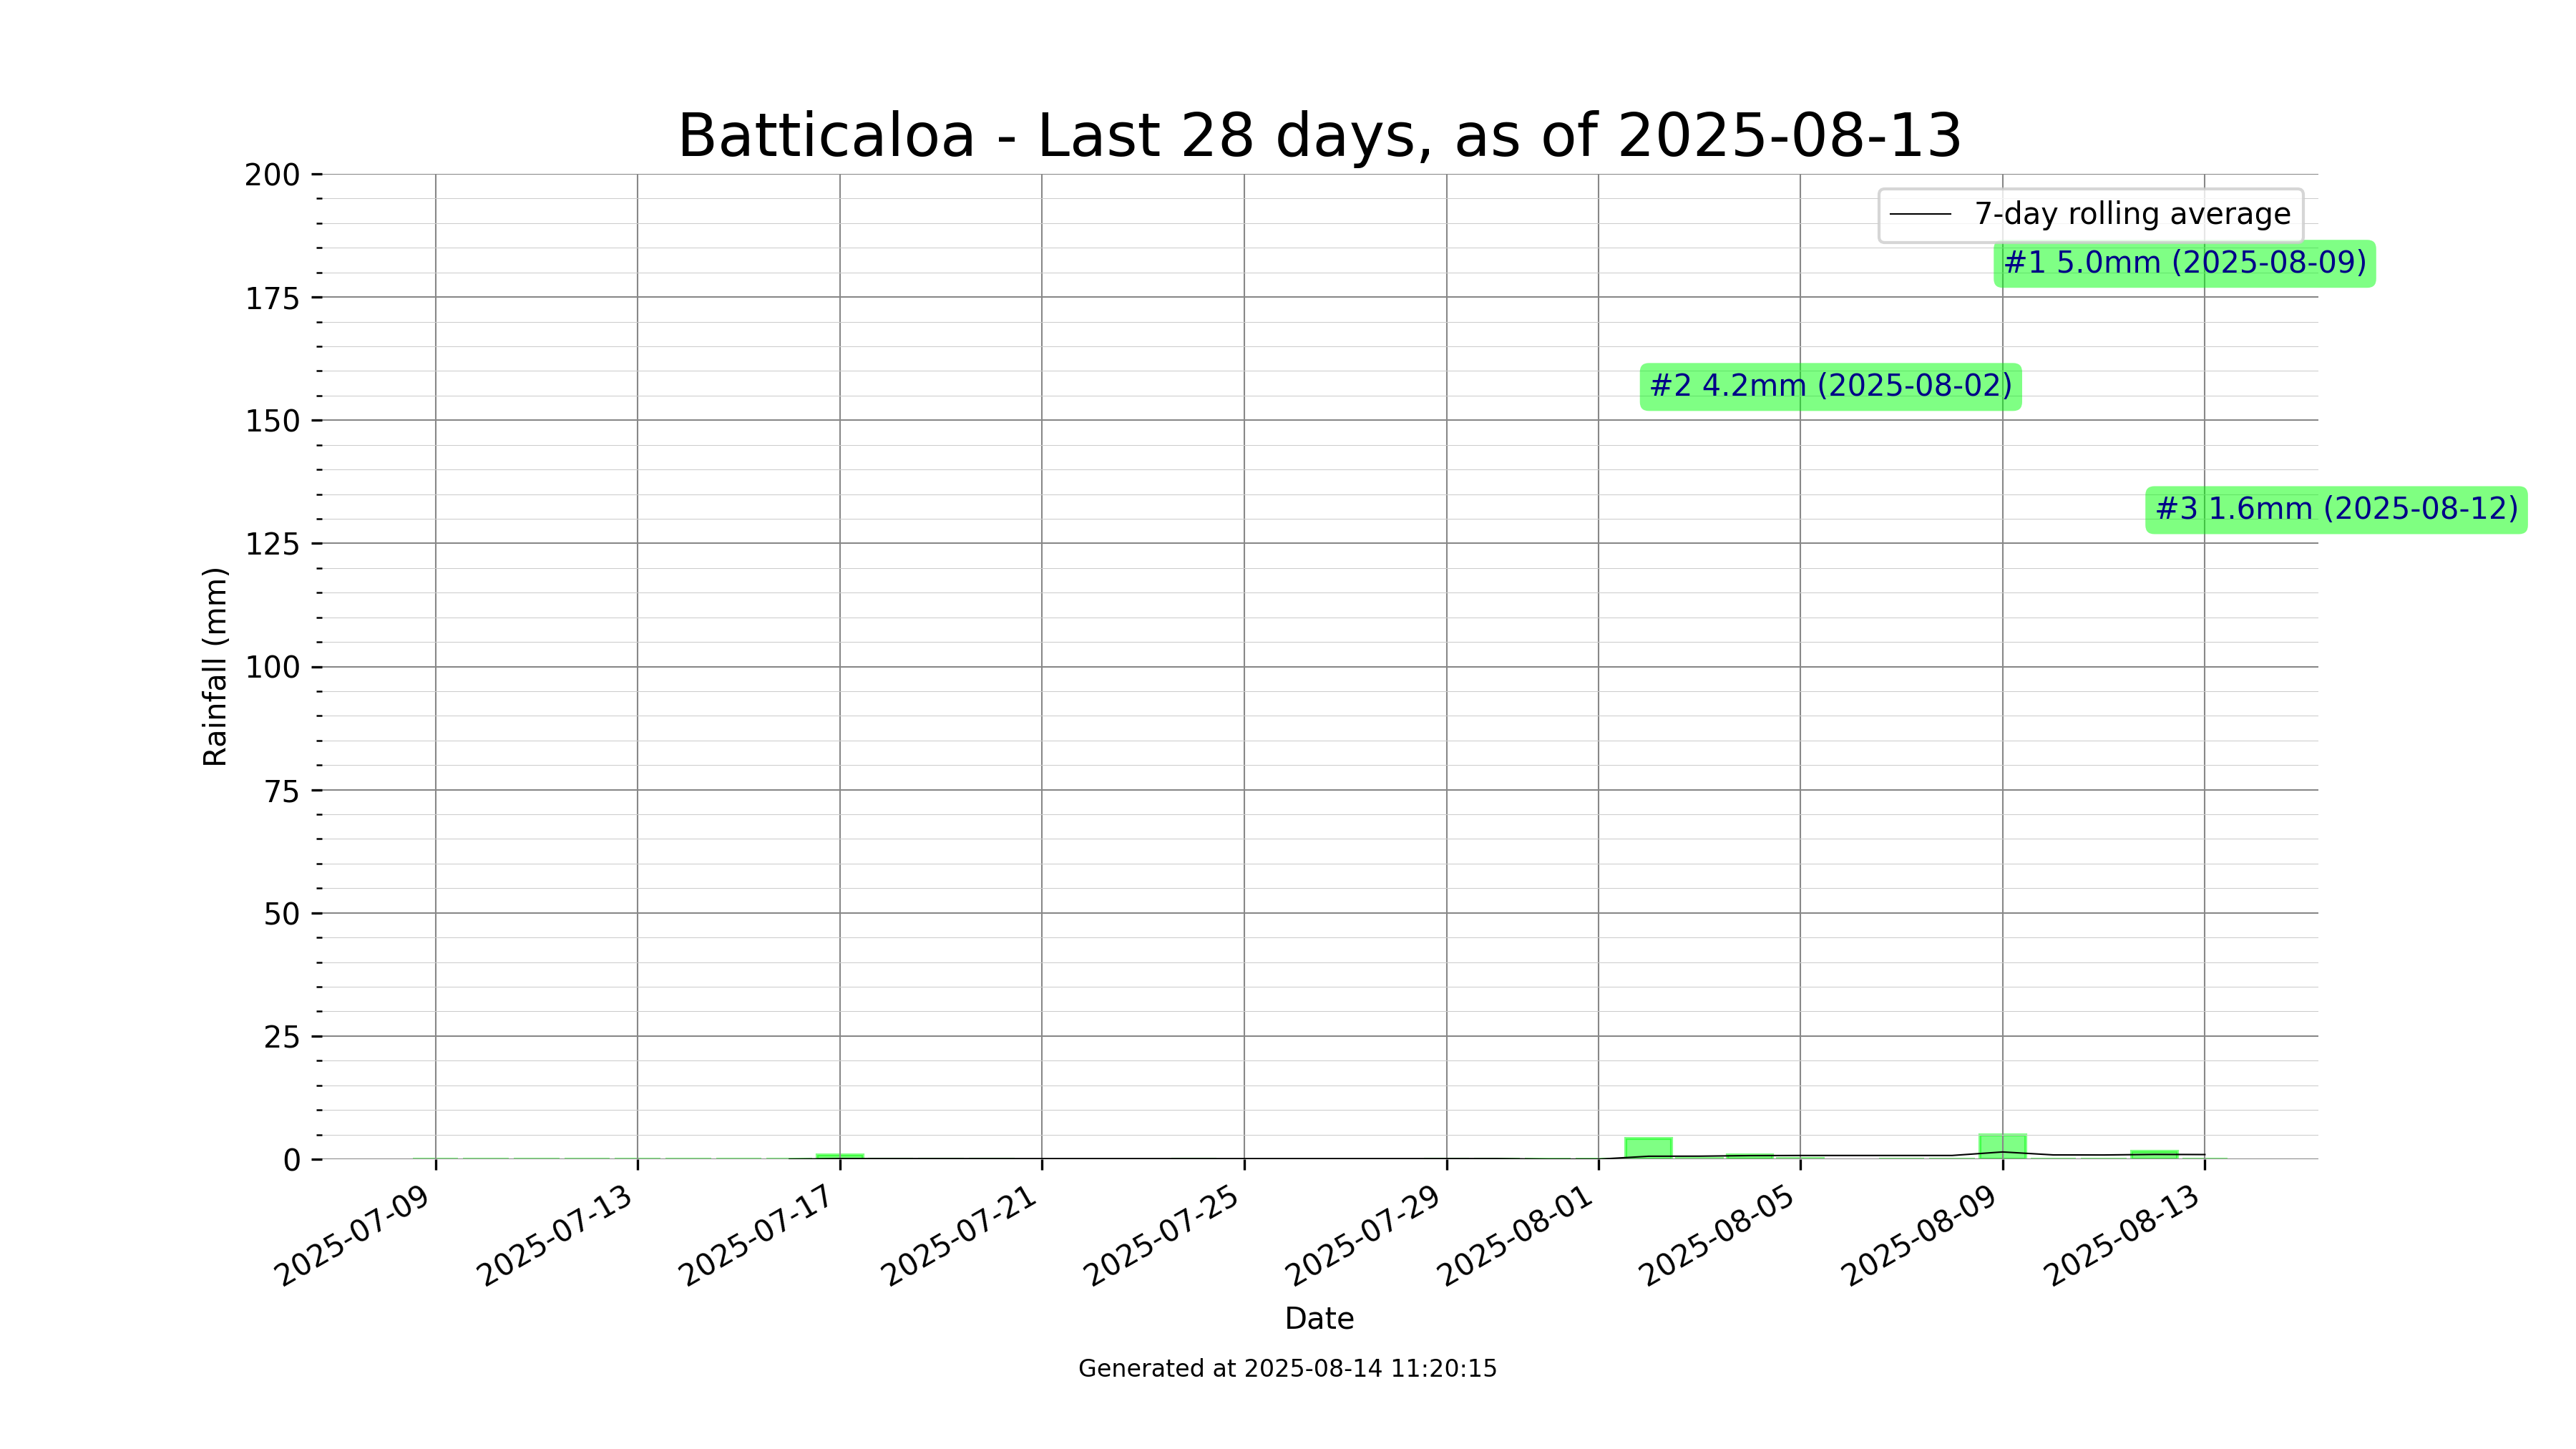 Batticaloa - Last 28 days, as of 2025-08-13
200
175
150
125
100
75
50
25
0
Rainfall (mm)
7-day rolling average
#1 5.0mm (2025-08-09)
#2 4.2mm (2025-08-02)
#3 1.6mm (2025-08-12)
2025-07-09
2025-07-13
2025-07-17
2025-07-21
2025-07-25
2025-07-29
2025-08-01
2025-08-05
2025-08-09
2025-08-13
Date
Generated at 2025-08-14 11:20:15